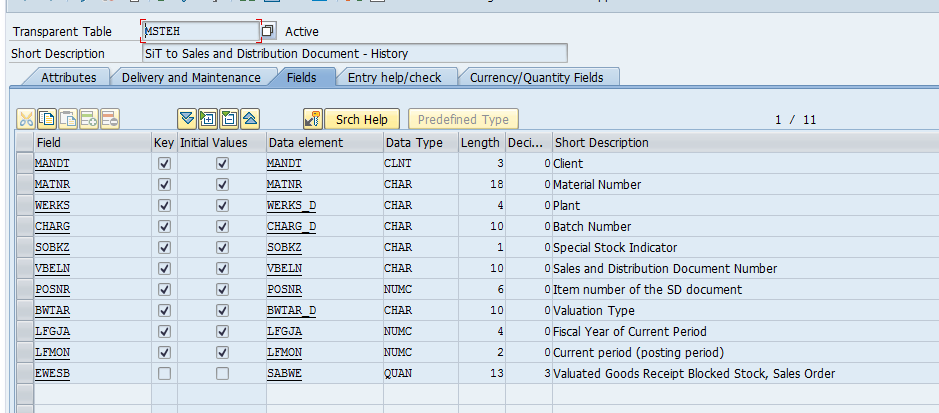 Transparent Table MSTEH Active
Short Description SiT to Sales and Distribution Document - History
Attributes Delivery and Maintenance Fields Entry help/check Currency/Quantity Fields
Srch Help Predefined Type 1 / 11
Field Key Initial Values Data element Data Type Length Deci... Short Description
MANDT MANDT CLNT 3 0 Client
MATNR MATNR CHAR 18 0 Material Number
WERKS WERKS_D CHAR 4 0 Plant
CHARG CHARG_D CHAR 10 0 Batch Number
SOBKZ SOBKZ CHAR 1 0 Special Stock Indicator
VBELN VBELN CHAR 10 0 Sales and Distribution Document Number
POSNR POSNR NUMC 6 0 Item number of the SD document
BWTAR BWTAR_D CHAR 10 0 Valuation Type
LFGJA LFGJA NUMC 4 0 Fiscal Year of Current Period
LFMON LFMON NUMC 2 0 Current period (posting period)
EWESB SABWE QUAN 13 3 Valuated Goods Receipt Blocked Stock, Sales Order